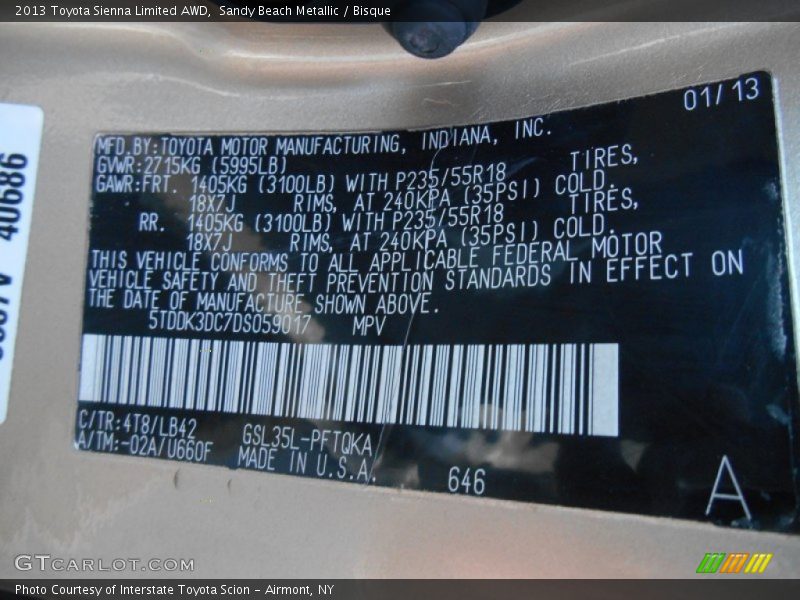 2013 Toyota Sienna Limited AWD,  Sandy Beach Metallic / Bisque
01/13
MFD.BY:TOYOTA MOTOR MANUFACTURING, INDIANA, INC.
GVWR:2715KG (5995LB)
GAWR:FRT. 1405KG (3100LB) WITH P235/55R18 TIRES,
18X7J RIMS, AT 240KPA (35PSI) COLD.
RR. 1405KG (3100LB) WITH P235/55R18 TIRES,
18X7J RIMS, AT 240KPA (35PSI) COLD.
THIS VEHICLE CONFORMS TO ALL APPLICABLE FEDERAL MOTOR
VEHICLE SAFETY AND THEFT PREVENTION STANDARDS IN EFFECT ON
THE DATE OF MANUFACTURE SHOWN ABOVE.
5TDDK3DC7DS059017 MPV
C/TR:4T8/LB42 GSL35L-PFTQKA
A/TM:-02A/U660F MADE IN U.S.A.
646
A
40686
GTCARLOT.COM
Photo Courtesy of Interstate Toyota Scion - Airmont, NY